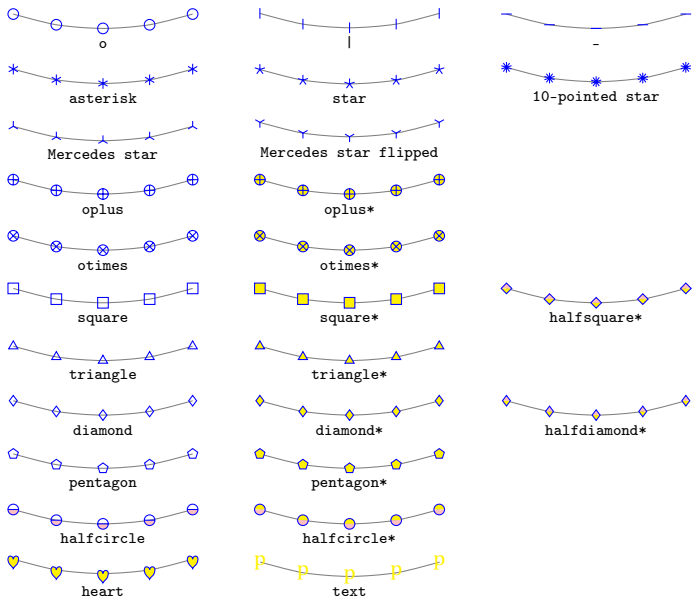 o | -
asterisk star 10-pointed star
Mercedes star Mercedes star flipped
oplus oplus*
otimes otimes*
square square* halfsquare*
triangle triangle*
diamond diamond* halfdiamond*
pentagon pentagon*
halfcircle halfcircle*
p p p p p
heart text